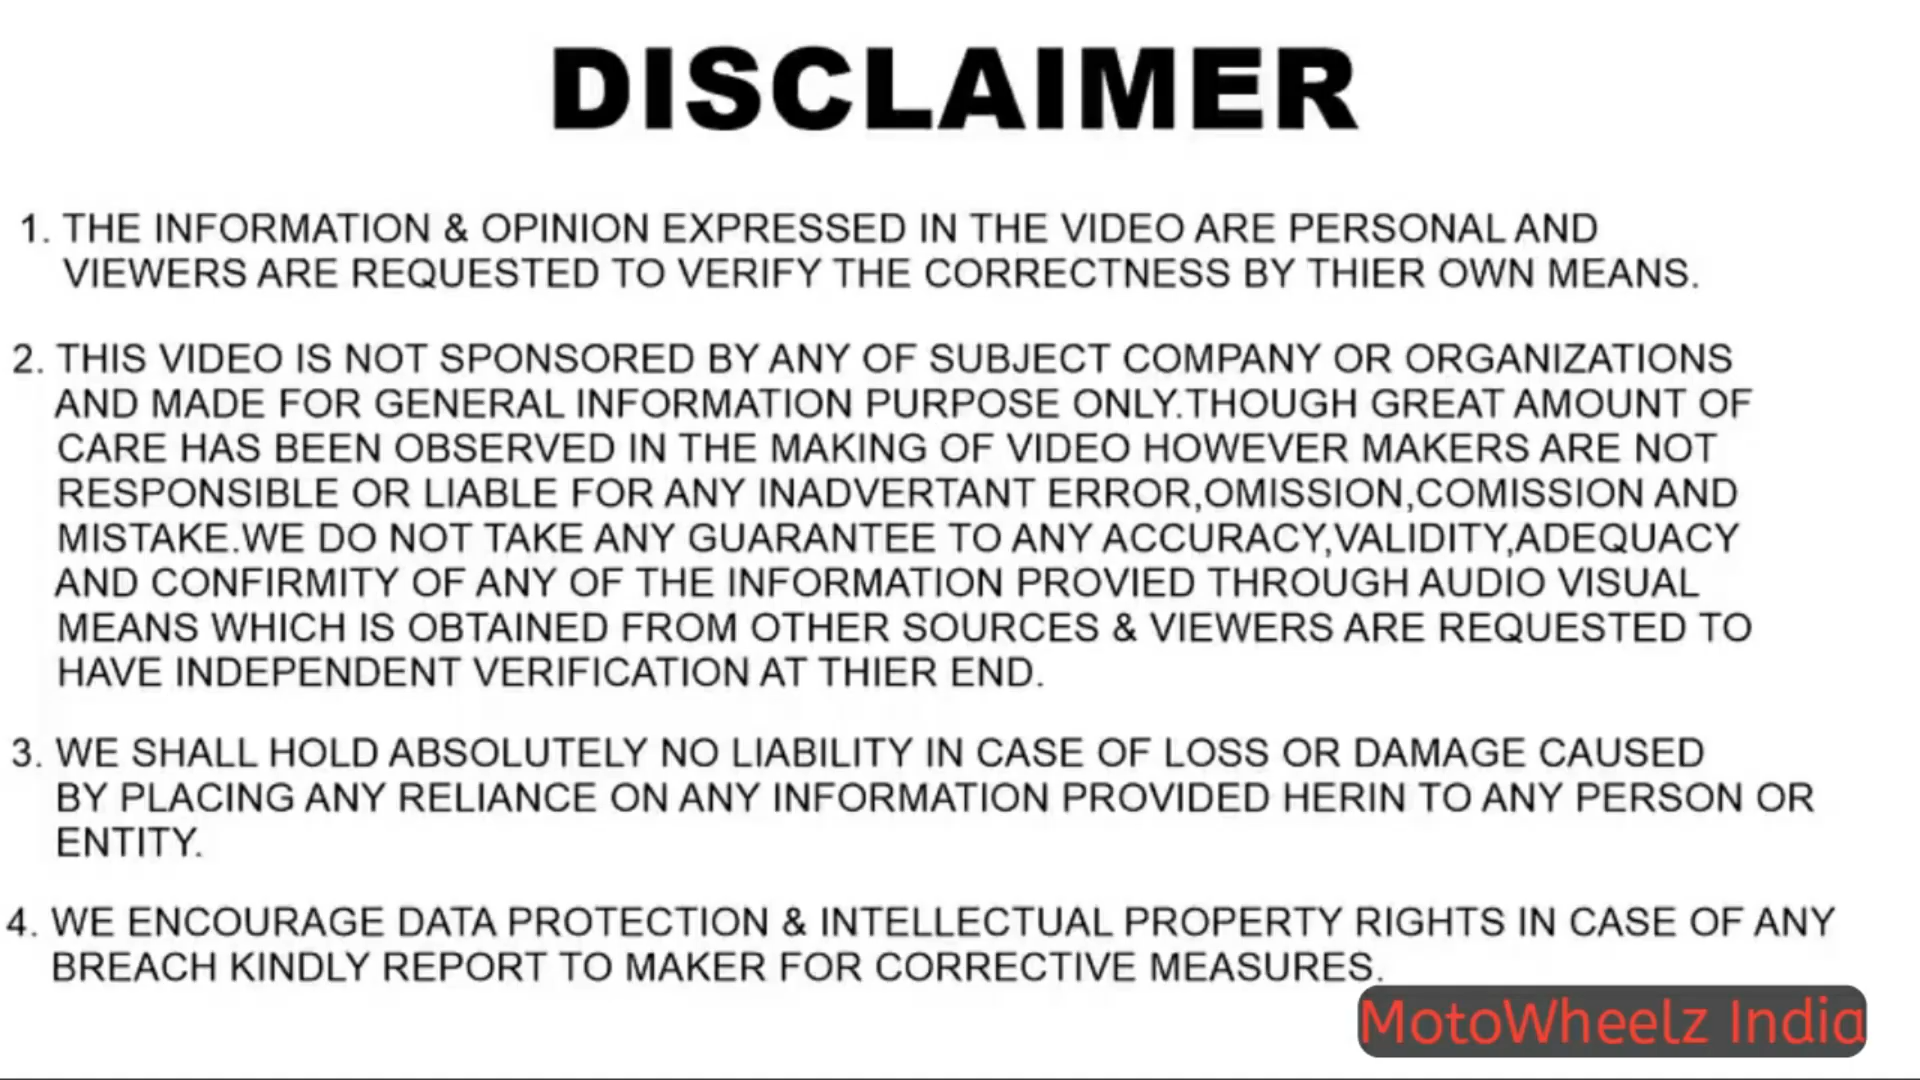 DISCLAIMER
1. THE INFORMATION & OPINION EXPRESSED IN THE VIDEO ARE PERSONAL AND
VIEWERS ARE REQUESTED TO VERIFY THE CORRECTNESS BY THIER OWN MEANS.
2. THIS VIDEO IS NOT SPONSORED BY ANY OF SUBJECT COMPANY OR ORGANIZATIONS
AND MADE FOR GENERAL INFORMATION PURPOSE ONLY.THOUGH GREAT AMOUNT OF
CARE HAS BEEN OBSERVED IN THE MAKING OF VIDEO HOWEVER MAKERS ARE NOT
RESPONSIBLE OR LIABLE FOR ANY INADVERTANT ERROR,OMISSION,COMISSION AND
MISTAKE.WE DO NOT TAKE ANY GUARANTEE TO ANY ACCURACY,VALIDITY,ADEQUACY
AND CONFIRMITY OF ANY OF THE INFORMATION PROVIED THROUGH AUDIO VISUAL
MEANS WHICH IS OBTAINED FROM OTHER SOURCES & VIEWERS ARE REQUESTED TO
HAVE INDEPENDENT VERIFICATION AT THIER END.
3. WE SHALL HOLD ABSOLUTELY NO LIABILITY IN CASE OF LOSS OR DAMAGE CAUSED
BY PLACING ANY RELIANCE ON ANY INFORMATION PROVIDED HERIN TO ANY PERSON OR
ENTITY.
4. WE ENCOURAGE DATA PROTECTION & INTELLECTUAL PROPERTY RIGHTS IN CASE OF ANY
BREACH KINDLY REPORT TO MAKER FOR CORRECTIVE MEASURES.
MotoWheelz India